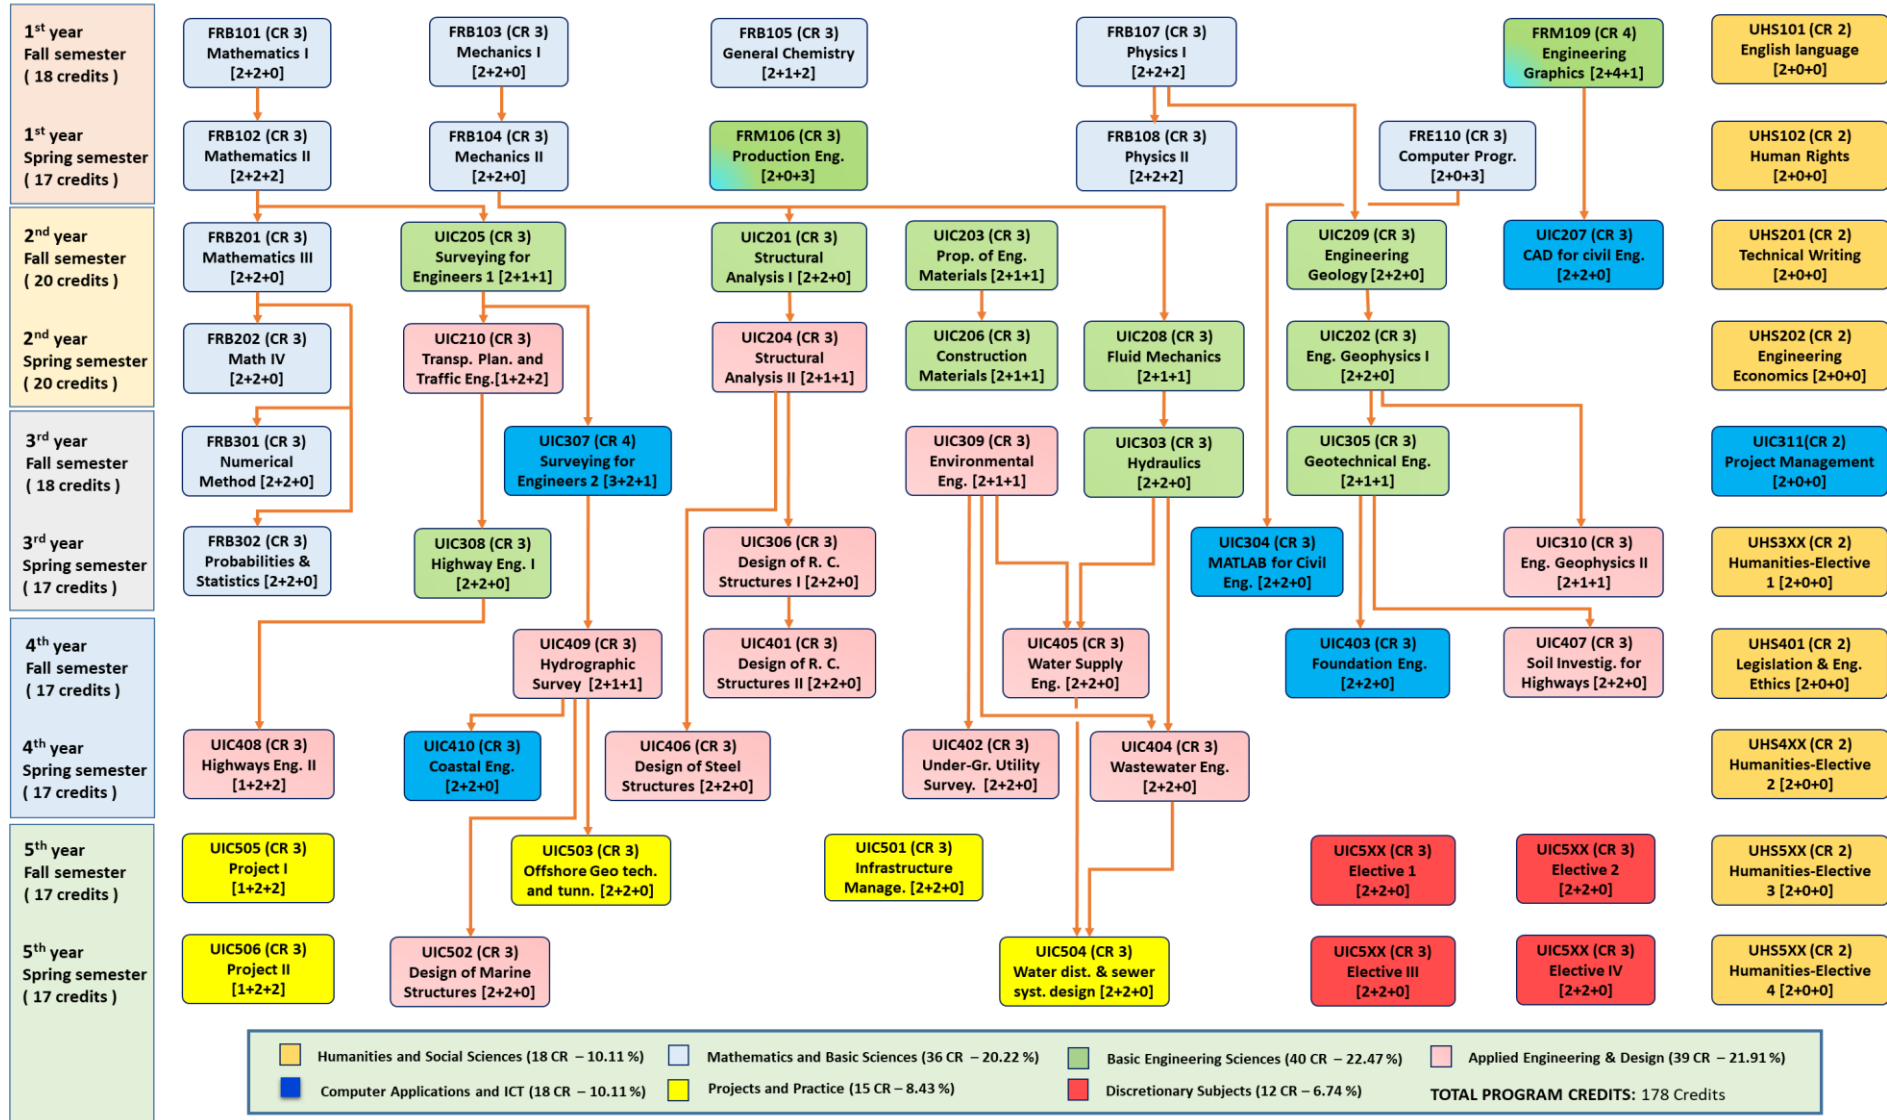 1st year
Fall semester
( 18 credits )
FRB101 (CR 3)
Mathematics I
[2+2+0]
FRB103 (CR 3)
Mechanics I
[2+2+0]
FRB105 (CR 3)
General Chemistry
[2+1+2]
FRB107 (CR 3)
Physics I
[2+2+2]
FRM109 (CR 4)
Engineering
Graphics [2+4+1]
UHS101 (CR 2)
English language
[2+0+0]
1st year
Spring semester
( 17 credits )
FRB102 (CR 3)
Mathematics II
[2+2+2]
FRB104 (CR 3)
Mechanics II
[2+2+0]
FRM106 (CR 3)
Production Eng.
[2+0+3]
FRB108 (CR 3)
Physics II
[2+2+2]
FRE110 (CR 3)
Computer Progr.
[2+0+3]
UHS102 (CR 2)
Human Rights
[2+0+0]
2nd year
Fall semester
( 20 credits )
FRB201 (CR 3)
Mathematics III
[2+2+0]
UIC205 (CR 3)
Surveying for
Engineers 1 [2+1+1]
UIC201 (CR 3)
Structural
Analysis I [2+2+0]
UIC203 (CR 3)
Prop. of Eng.
Materials [2+1+1]
UIC209 (CR 3)
Engineering
Geology [2+2+0]
UIC207 (CR 3)
CAD for civil Eng.
[2+2+0]
UHS201 (CR 2)
Technical Writing
[2+0+0]
2nd year
Spring semester
( 20 credits )
FRB202 (CR 3)
Math IV
[2+2+0]
UIC210 (CR 3)
Transp. Plan. and
Traffic Eng.[1+2+2]
UIC204 (CR 3)
Structural
Analysis II [2+1+1]
UIC206 (CR 3)
Construction
Materials [2+1+1]
UIC208 (CR 3)
Fluid Mechanics
[2+1+1]
UIC202 (CR 3)
Eng. Geophysics I
[2+2+0]
UHS202 (CR 2)
Engineering
Economics [2+0+0]
3rd year
Fall semester
( 18 credits )
FRB301 (CR 3)
Numerical
Method [2+2+0]
UIC307 (CR 4)
Surveying for
Engineers 2 [3+2+1]
UIC309 (CR 3)
Environmental
Eng. [2+1+1]
UIC303 (CR 3)
Hydraulics
[2+2+0]
UIC305 (CR 3)
Geotechnical Eng.
[2+1+1]
UIC311(CR 2)
Project Management
[2+0+0]
3rd year
Spring semester
( 17 credits )
FRB302 (CR 3)
Probabilities &
Statistics [2+2+0]
UIC308 (CR 3)
Highway Eng. I
[2+2+0]
UIC306 (CR 3)
Design of R. C.
Structures I [2+2+0]
UIC304 (CR 3)
MATLAB for Civil
Eng. [2+2+0]
UIC310 (CR 3)
Eng. Geophysics II
[2+1+1]
UHS3XX (CR 2)
Humanities-Elective
1 [2+0+0]
4th year
Fall semester
( 17 credits )
UIC409 (CR 3)
Hydrographic
Survey [2+1+1]
UIC401 (CR 3)
Design of R. C.
Structures II [2+2+0]
UIC405 (CR 3)
Water Supply
Eng. [2+2+0]
UIC403 (CR 3)
Foundation Eng.
[2+2+0]
UIC407 (CR 3)
Soil Investig. for
Highways [2+2+0]
UHS401 (CR 2)
Legislation & Eng.
Ethics [2+0+0]
4th year
Spring semester
( 17 credits )
UIC408 (CR 3)
Highways Eng. II
[1+2+2]
UIC410 (CR 3)
Coastal Eng.
[2+2+0]
UIC406 (CR 3)
Design of Steel
Structures [2+2+0]
UIC402 (CR 3)
Under-Gr. Utility
Survey. [2+2+0]
UIC404 (CR 3)
Wastewater Eng.
[2+2+0]
UHS4XX (CR 2)
Humanities-Elective
2 [2+0+0]
5th year
Fall semester
( 17 credits )
UIC505 (CR 3)
Project I
[1+2+2]
UIC503 (CR 3)
Offshore Geo tech.
and tunn. [2+2+0]
UIC501 (CR 3)
Infrastructure
Manage. [2+2+0]
UIC5XX (CR 3)
Elective 1
[2+2+0]
UIC5XX (CR 3)
Elective 2
[2+2+0]
UHS5XX (CR 2)
Humanities-Elective
3 [2+0+0]
5th year
Spring semester
( 17 credits )
UIC506 (CR 3)
Project II
[1+2+2]
UIC502 (CR 3)
Design of Marine
Structures [2+2+0]
UIC504 (CR 3)
Water dist. & sewer
syst. design [2+2+0]
UIC5XX (CR 3)
Elective III
[2+2+0]
UIC5XX (CR 3)
Elective IV
[2+2+0]
UHS5XX (CR 2)
Humanities-Elective
4 [2+0+0]
Humanities and Social Sciences (18 CR – 10.11 %)
Mathematics and Basic Sciences (36 CR – 20.22 %)
Basic Engineering Sciences (40 CR – 22.47%)
Applied Engineering & Design (39 CR – 21.91%)
Computer Applications and ICT (18 CR – 10.11%)
Projects and Practice (15 CR – 8.43 %)
Discretionary Subjects (12 CR – 6.74 %)
TOTAL PROGRAM CREDITS: 178 Credits